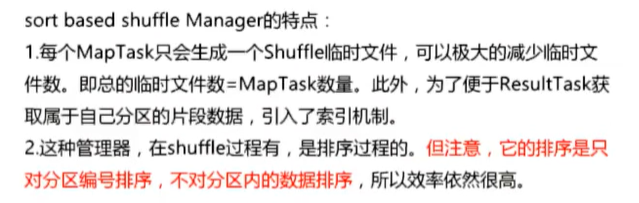 sort based shuffle Manager的特点：
1.每个MapTask只会生成一个Shuffle临时文件，可以极大的减少临时文
件数。即总的临时文件数=MapTask数量。此外，为了便于ResultTask获
取属于自己分区的片段数据，引入了索引机制。
2.这种管理器，在shuffle过程有，是排序过程的。但注意，它的排序是只
对分区编号排序，不对分区内的数据排序，所以效率依然很高。